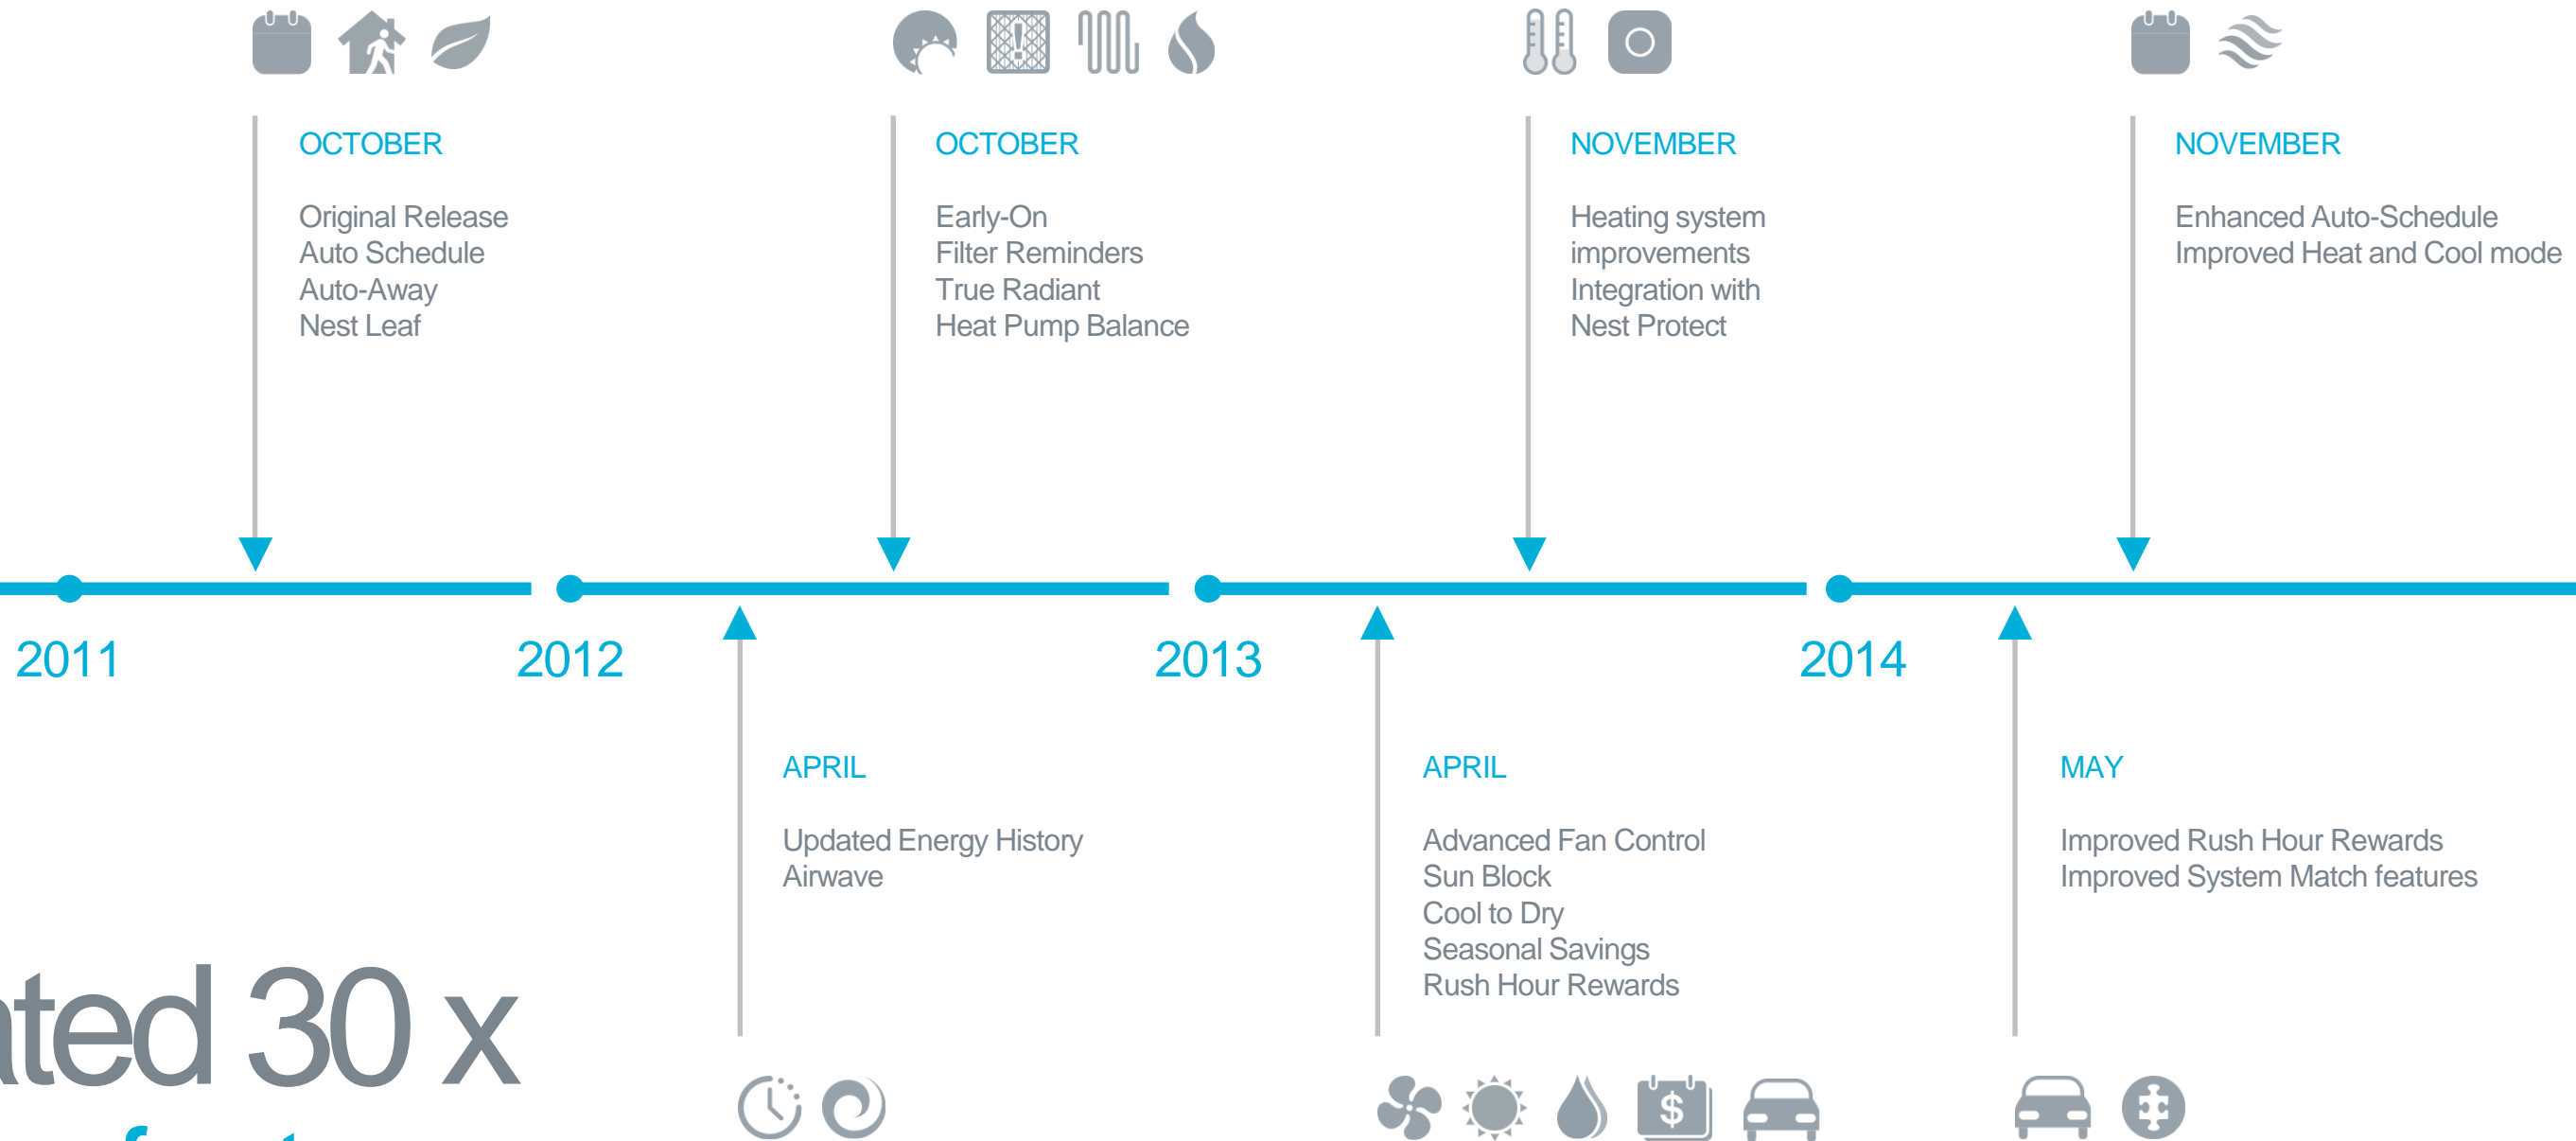 OCTOBER
Original Release
Auto Schedule
Auto-Away
Nest Leaf
OCTOBER
Early-On
Filter Reminders
True Radiant
Heat Pump Balance
NOVEMBER
Heating system
improvements
Integration with
Nest Protect
NOVEMBER
Enhanced Auto-Schedule
Improved Heat and Cool mode
2011
2012
2013
2014
APRIL
Updated Energy History
Airwave
APRIL
Advanced Fan Control
Sun Block
Cool to Dry
Seasonal Savings
Rush Hour Rewards
MAY
Improved Rush Hour Rewards
Improved System Match features
30 x
$